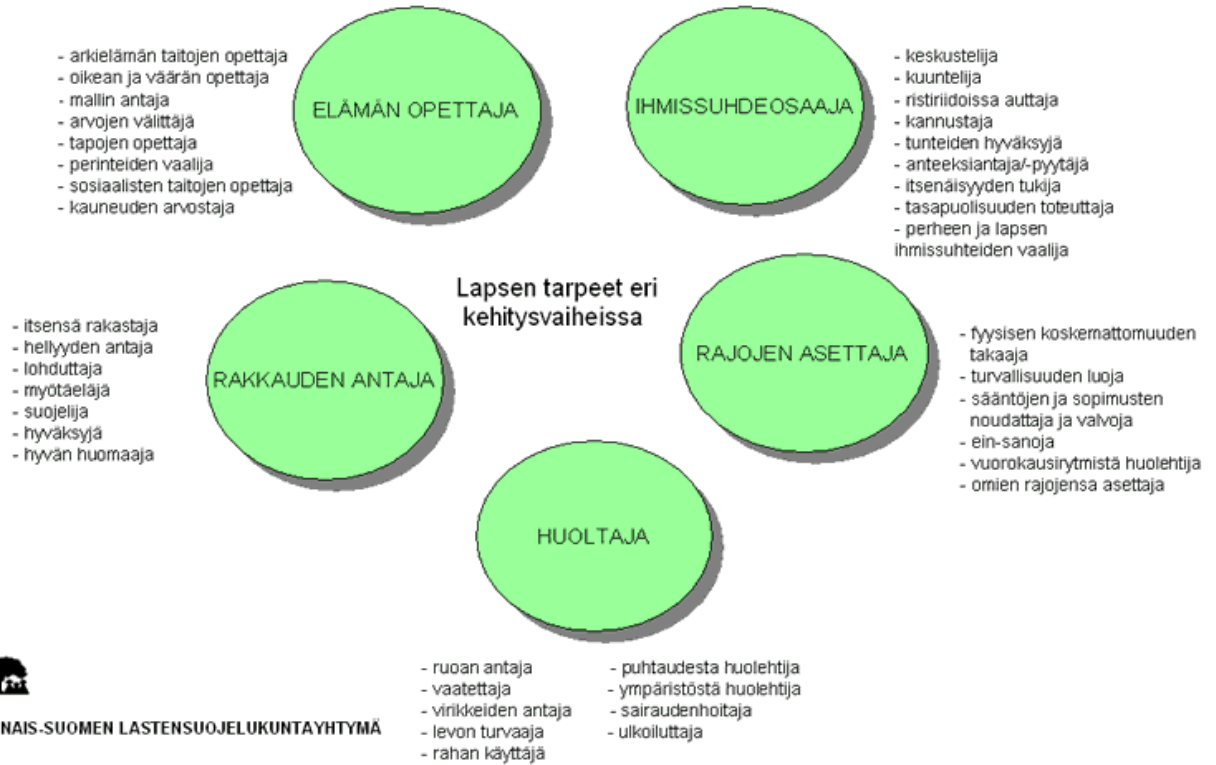 - arkielämän taitojen opettaja
- oikean ja väärän opettaja
- mallin antaja
- arvojen välittäjä
- tapojen opettaja
- perinteiden vaalija
- sosiaalisten taitojen opettaja
- kauneuden arvostaja
ELÄMÄN OPETTAJA
IHMISSUHDEOSAAJA
- keskustelija
- kuuntelija
- ristiriidoissa auttaja
- kannustaja
- tunteiden hyväksyjä
- anteeksiantaja/-pyytäjä
- itsenäisyyden tukija
- tasapuolisuuden toteuttaja
- perheen ja lapsen
ihmissuhteiden vaalija
Lapsen tarpeet eri
kehitysvaiheissa
- itsensä rakastaja
- hellyyden antaja
- lohduttaja
- myötäeläjä
- suojelija
- hyväksyjä
- hyvän huomaaja
RAKKAUDEN ANTAJA
RAJOJEN ASETTAJA
- fyysisen koskemattomuuden
takaaja
- turvallisuuden luoja
- sääntöjen ja sopimusten
noudattaja ja valvoja
- ein-sanoja
- vuorokausirytmistä huolehtija
- omien rajojensa asettaja
HUOLTAJA
- ruoan antaja
- vaatettaja
- virikkeiden antaja
- levon turvaaja
- rahan käyttäjä
- puhtaudesta huolehtija
- ympäristöstä huolehtija
- sairaudenhoitaja
- ulkoiluttaja
NAIS-SUOMEN LASTENSUOJELUKUNTAYHTYMÄ